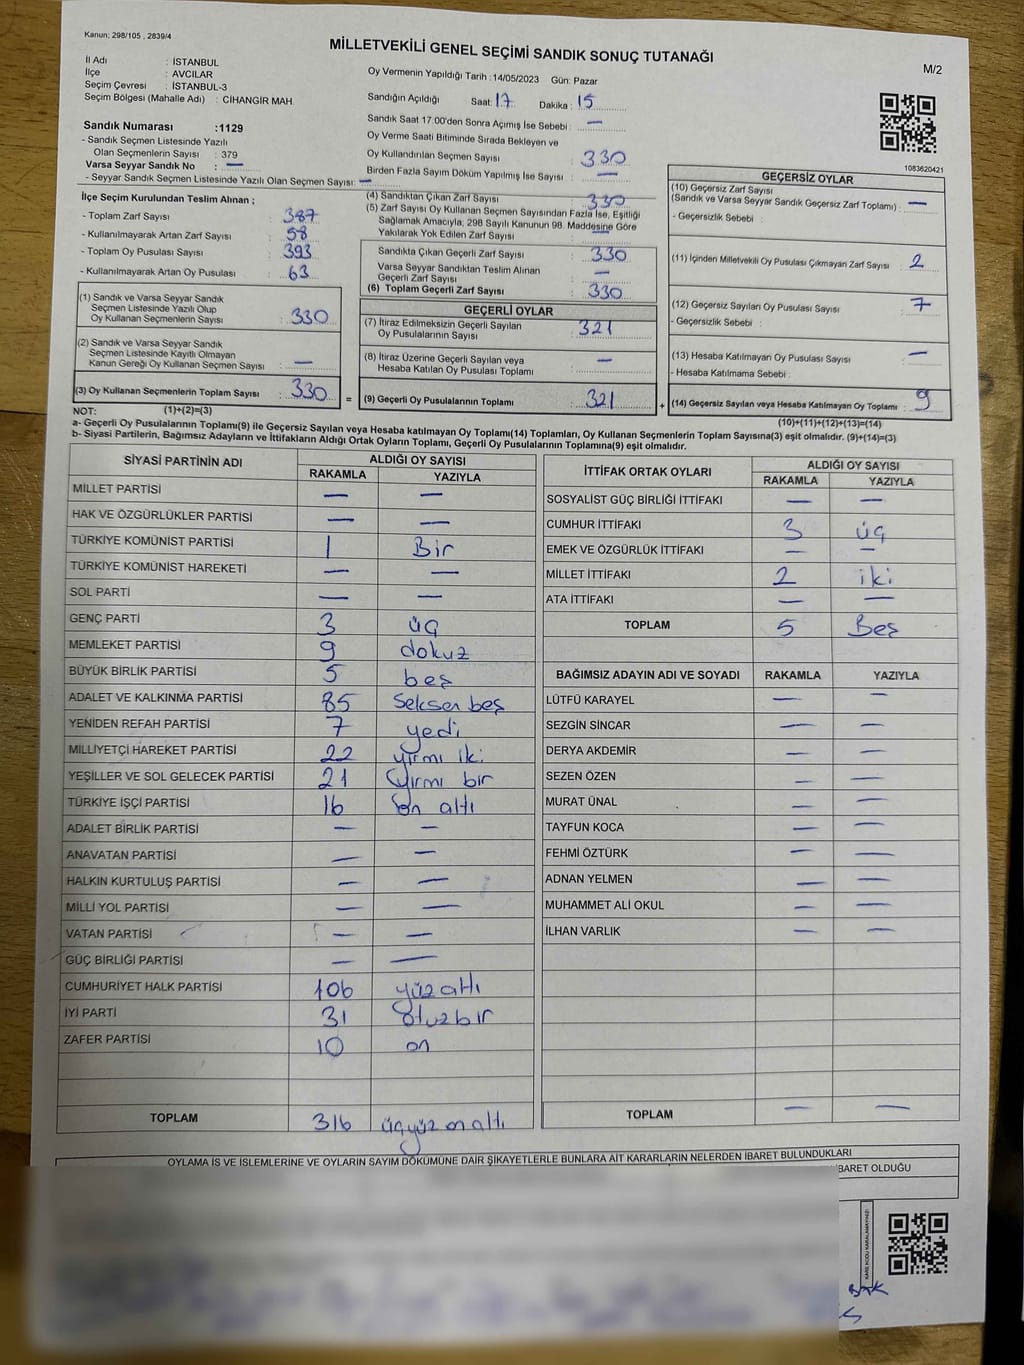 Kanun; 298/105 , 2839/4
MİLLETVEKİLİ GENEL SEÇİMİ SANDIK SONUÇ TUTANAĞI
M/2
İl Adı : İSTANBUL
İlçe : AVCILAR
Seçim Çevresi : İSTANBUL-3
Seçim Bölgesi (Mahalle Adı) : CİHANGİR MAH.
Sandık Numarası :1129
- Sandık Seçmen Listesinde Yazılı
Olan Seçmenlerin Sayısı : 379
Varsa Seyyar Sandık No : —
- Seyyar Sandık Seçmen Listesinde Yazılı Olan Seçmen Sayısı: —
Oy Vermenin Yapıldığı Tarih :14/05/2023 Gün: Pazar
Sandığın Açıldığı Saat: 17 Dakika : 15
Sandık Saat 17:00'den Sonra Açımış İse Sebebi : —
Oy Verme Saati Bitiminde Sırada Bekleyen ve
Oy Kullandırılan Seçmen Sayısı : 330
Birden Fazla Sayım Döküm Yapılmış İse Sayısı : —
1083620421
İlçe Seçim Kurulundan Teslim Alınan ;
- Toplam Zarf Sayısı : 387
- Kullanılmayarak Artan Zarf Sayısı : 58
- Toplam Oy Pusulası Sayısı : 393
- Kullanılmayarak Artan Oy Pusulası : 63
(1) Sandık ve Varsa Seyyar Sandık
Seçmen Listesinde Yazılı Olup
Oy Kullanan Seçmenlerin Sayısı : 330
(2) Sandık ve Varsa Seyyar Sandık
Seçmen Listesinde Kayıtlı Olmayan
Kanun Gereği Oy Kullanan Seçmen Sayısı : —
(3) Oy Kullanan Seçmenlerin Toplam Sayısı : 330
(4) Sandıktan Çıkan Zarf Sayısı : 330
(5) Zarf Sayısı Oy Kullanan Seçmen Sayısından Fazla İse, Eşitliği
Sağlamak Amacıyla, 298 Sayılı Kanunun 98. Maddesine Göre
Yakılarak Yok Edilen Zarf Sayısı : —
Sandıkta Çıkan Geçerli Zarf Sayısı : 330
Varsa Seyyar Sandıktan Teslim Alınan
Geçerli Zarf Sayısı : —
(6) Toplam Geçerli Zarf Sayısı : 330
GEÇERLİ OYLAR
(7) İtiraz Edilmeksizin Geçerli Sayılan
Oy Pusulalarının Sayısı : 321
(8) İtiraz Üzerine Geçerli Sayılan veya
Hesaba Katılan Oy Pusulası Toplamı : —
= (9) Geçerli Oy Pusulalarının Toplamı : 321
GEÇERSİZ OYLAR
(10) Geçersiz Zarf Sayısı
(Sandık ve Varsa Seyyar Sandık Geçersiz Zarf Toplamı) : —
- Geçersizlik Sebebi :
(11) İçinden Milletvekili Oy Pusulası Çıkmayan Zarf Sayısı : 2
(12) Geçersiz Sayılan Oy Pusulası Sayısı : 7
- Geçersizlik Sebebi :
(13) Hesaba Katılmayan Oy Pusulası Sayısı : —
- Hesaba Katılmama Sebebi :
+ (14) Geçersiz Sayılan veya Hesaba Katılmayan Oy Toplamı : 9
NOT: (1)+(2)=(3)
(10)+(11)+(12)+(13)=(14)
a- Geçerli Oy Pusulalarının Toplamı(9) ile Geçersiz Sayılan veya Hesaba katılmayan Oy Toplamı(14) Toplamları, Oy Kullanan Seçmenlerin Toplam Sayısına(3) eşit olmalıdır. (9)+(14)=(3)
b- Siyasi Partilerin, Bağımsız Adayların ve İttifakların Aldığı Ortak Oyların Toplamı, Geçerli Oy Pusulalarının Toplamına(9) eşit olmalıdır.
SİYASİ PARTİNİN ADI ALDIĞI OY SAYISI
RAKAMLA YAZIYLA
MİLLET PARTİSİ — —
HAK VE ÖZGÜRLÜKLER PARTİSİ — —
TÜRKİYE KOMÜNİST PARTİSİ 1 Bir
TÜRKİYE KOMÜNİST HAREKETİ — —
SOL PARTİ — —
GENÇ PARTİ 3 üç
MEMLEKET PARTİSİ 9 dokuz
BÜYÜK BİRLİK PARTİSİ 5 beş
ADALET VE KALKINMA PARTİSİ 85 Seksen beş
YENİDEN REFAH PARTİSİ 7 yedi
MİLLİYETÇİ HAREKET PARTİSİ 22 yirmi iki
YEŞİLLER VE SOL GELECEK PARTİSİ 21 yirmi bir
TÜRKİYE İŞÇİ PARTİSİ 16 on altı
ADALET BİRLİK PARTİSİ — —
ANAVATAN PARTİSİ — —
HALKIN KURTULUŞ PARTİSİ — —
MİLLİ YOL PARTİSİ — —
VATAN PARTİSİ — —
GÜÇ BİRLİĞİ PARTİSİ — —
CUMHURİYET HALK PARTİSİ 106 yüz altı
İYİ PARTİ 31 otuz bir
ZAFER PARTİSİ 10 on
TOPLAM 316 üçyüz on altı
İTTİFAK ORTAK OYLARI ALDIĞI OY SAYISI
RAKAMLA YAZIYLA
SOSYALİST GÜÇ BİRLİĞİ İTTİFAKI — —
CUMHUR İTTİFAKI 3 üç
EMEK VE ÖZGÜRLÜK İTTİFAKI — —
MİLLET İTTİFAKI 2 iki
ATA İTTİFAKI — —
TOPLAM 5 Beş
BAĞIMSIZ ADAYIN ADI VE SOYADI RAKAMLA YAZIYLA
LÜTFÜ KARAYEL — —
SEZGİN SİNCAR — —
DERYA AKDEMİR — —
SEZEN ÖZEN — —
MURAT ÜNAL — —
TAYFUN KOCA — —
FEHMİ ÖZTÜRK — —
ADNAN YELMEN — —
MUHAMMET ALİ OKUL — —
İLHAN VARLIK — —
TOPLAM — —
OYLAMA İŞ VE İŞLEMLERİNE VE OYLARIN SAYIM DÖKÜMÜNE DAİR ŞİKAYETLERLE BUNLARA AİT KARARLARIN NELERDEN İBARET BULUNDUKLARI
İBARET OLDUĞU